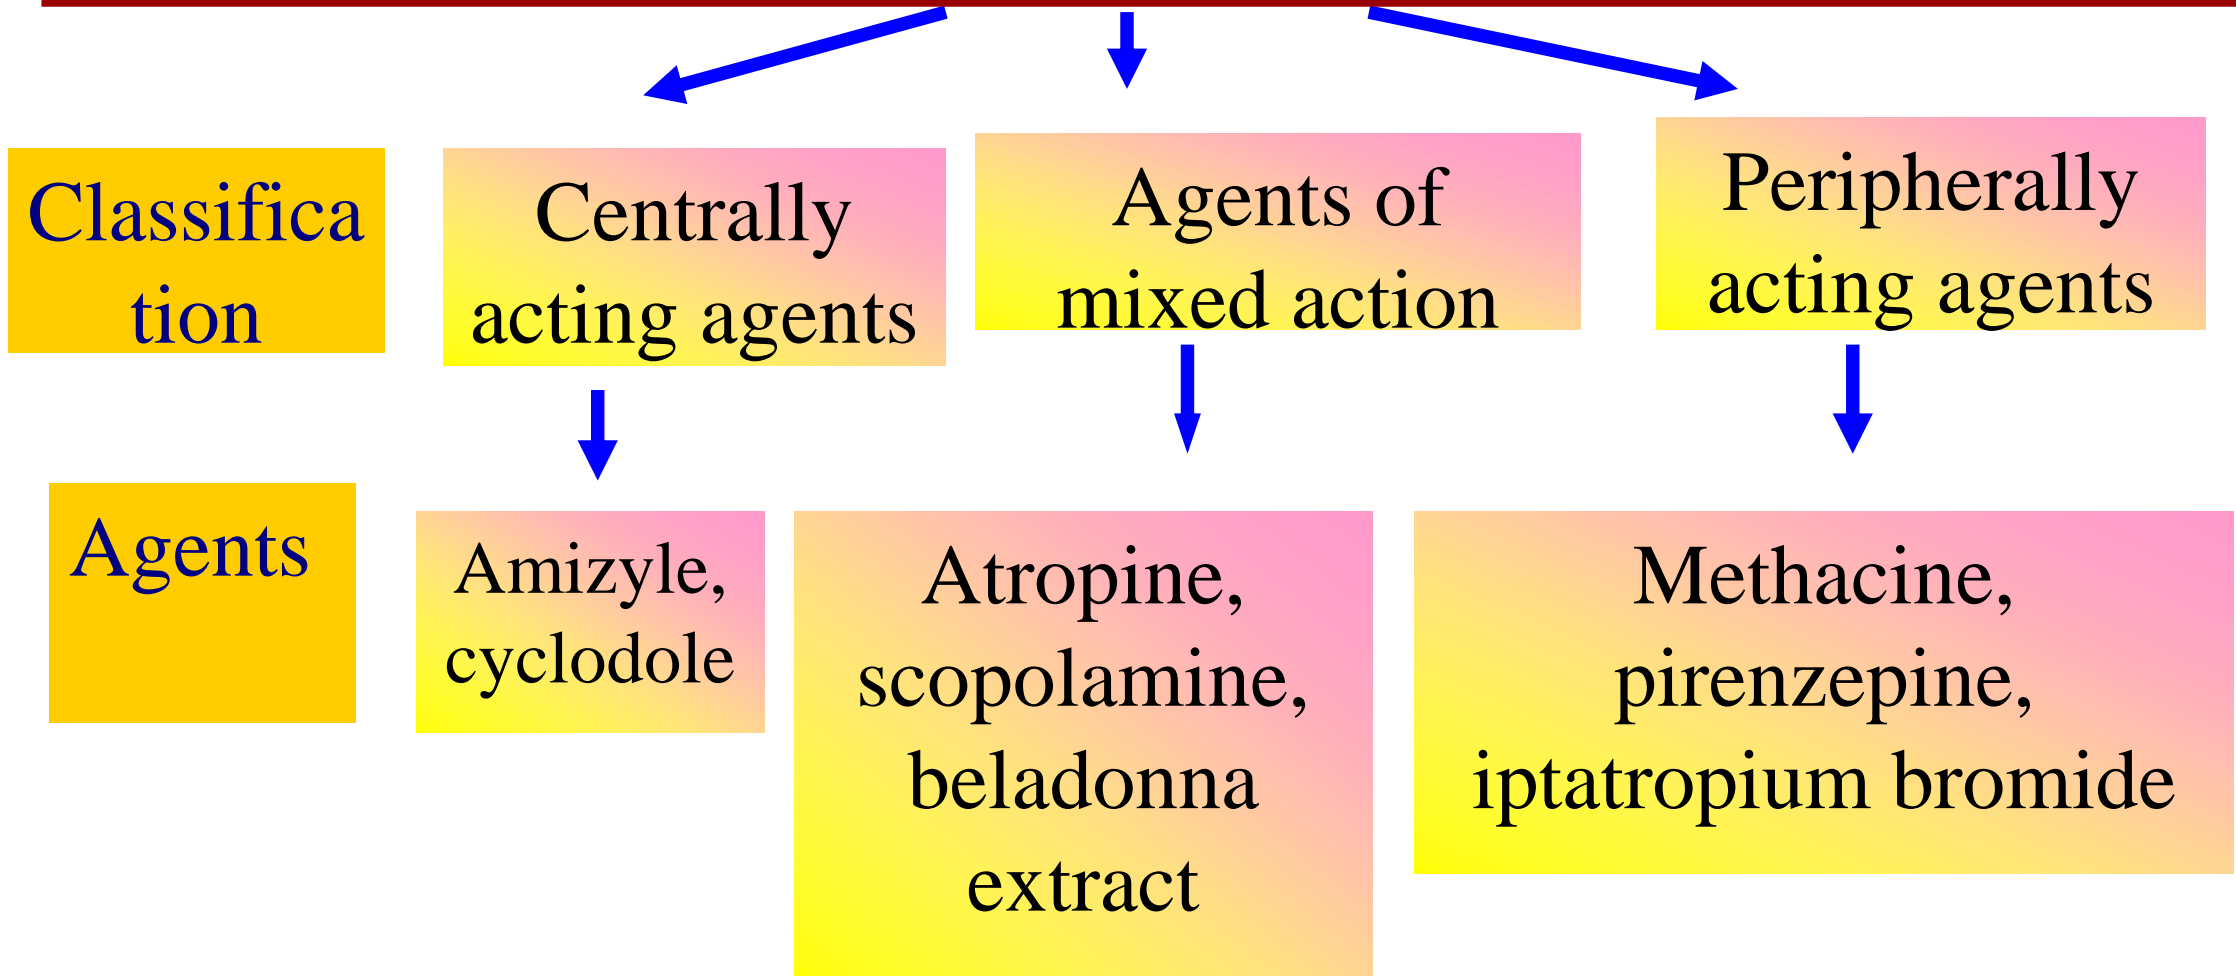 Classifica
tion
Centrally
acting agents
Agents of
mixed action
Peripherally
acting agents
Agents
Amizyle,
cyclodole
Atropine,
scopolamine,
beladonna
extract
Methacine,
pirenzepine,
iptatropium bromide